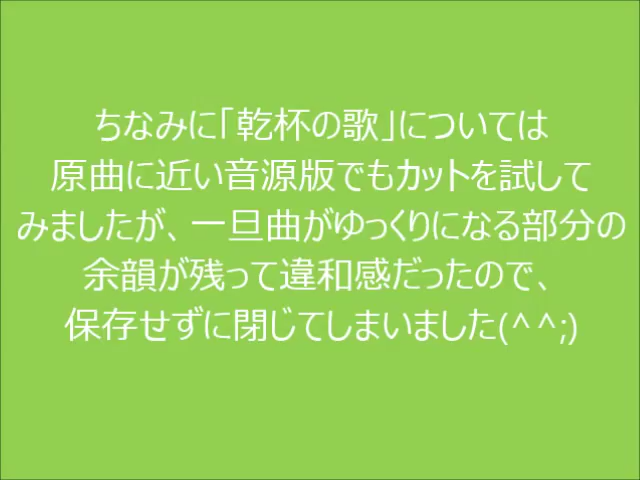 ちなみに｢乾杯の歌｣については
原曲に近い音源版でもカットを試して
みましたが、一旦曲がゆっくりになる部分の
余韻が残って違和感だったので、
保存せずに閉じてしまいました(^^;)